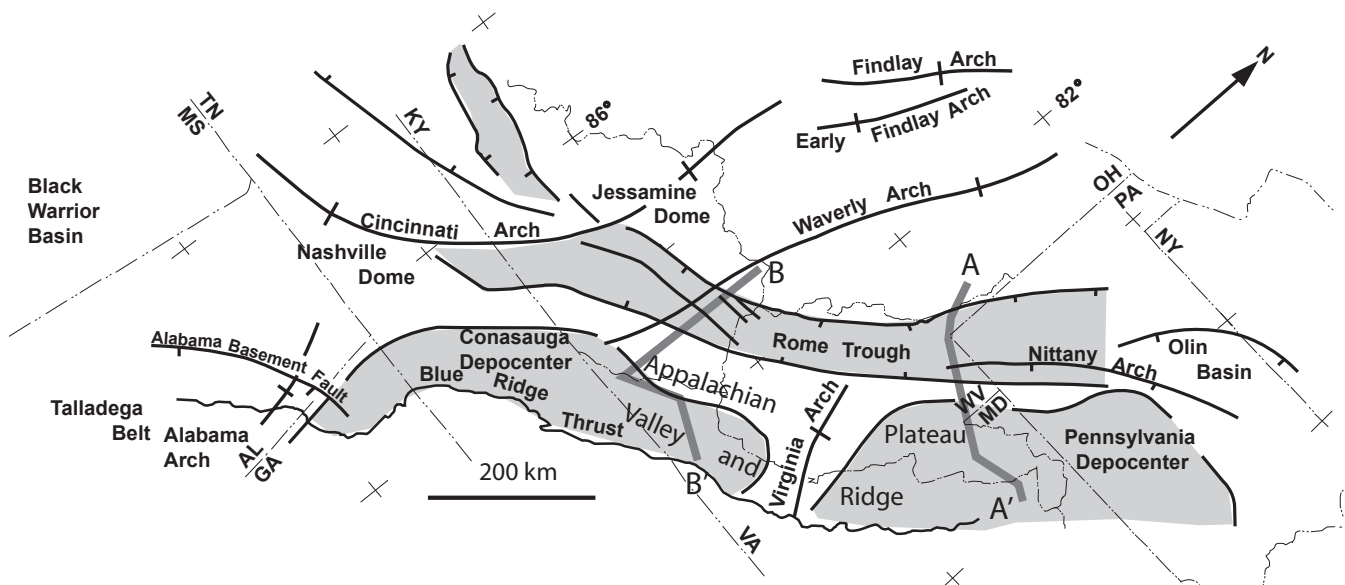 Findlay Arch
N
82°
TN
MS
KY
86°
Early Findlay Arch
OH
PA
Black
Warrior
Basin
Jessamine
Dome
Waverly Arch
Cincinnati Arch
NY
Nashville
Dome
B
A
Alabama Basement Fault
Conasauga
Depocenter
Rome Trough
Nittany Arch
Olin
Basin
Blue Ridge Thrust
Appalachian
Plateau
Valley and Ridge
Virginia Arch
WV
MD
Talladega
Belt
Alabama
Arch
AL
GA
Pennsylvania
Depocenter
200 km
B'
A'
VA